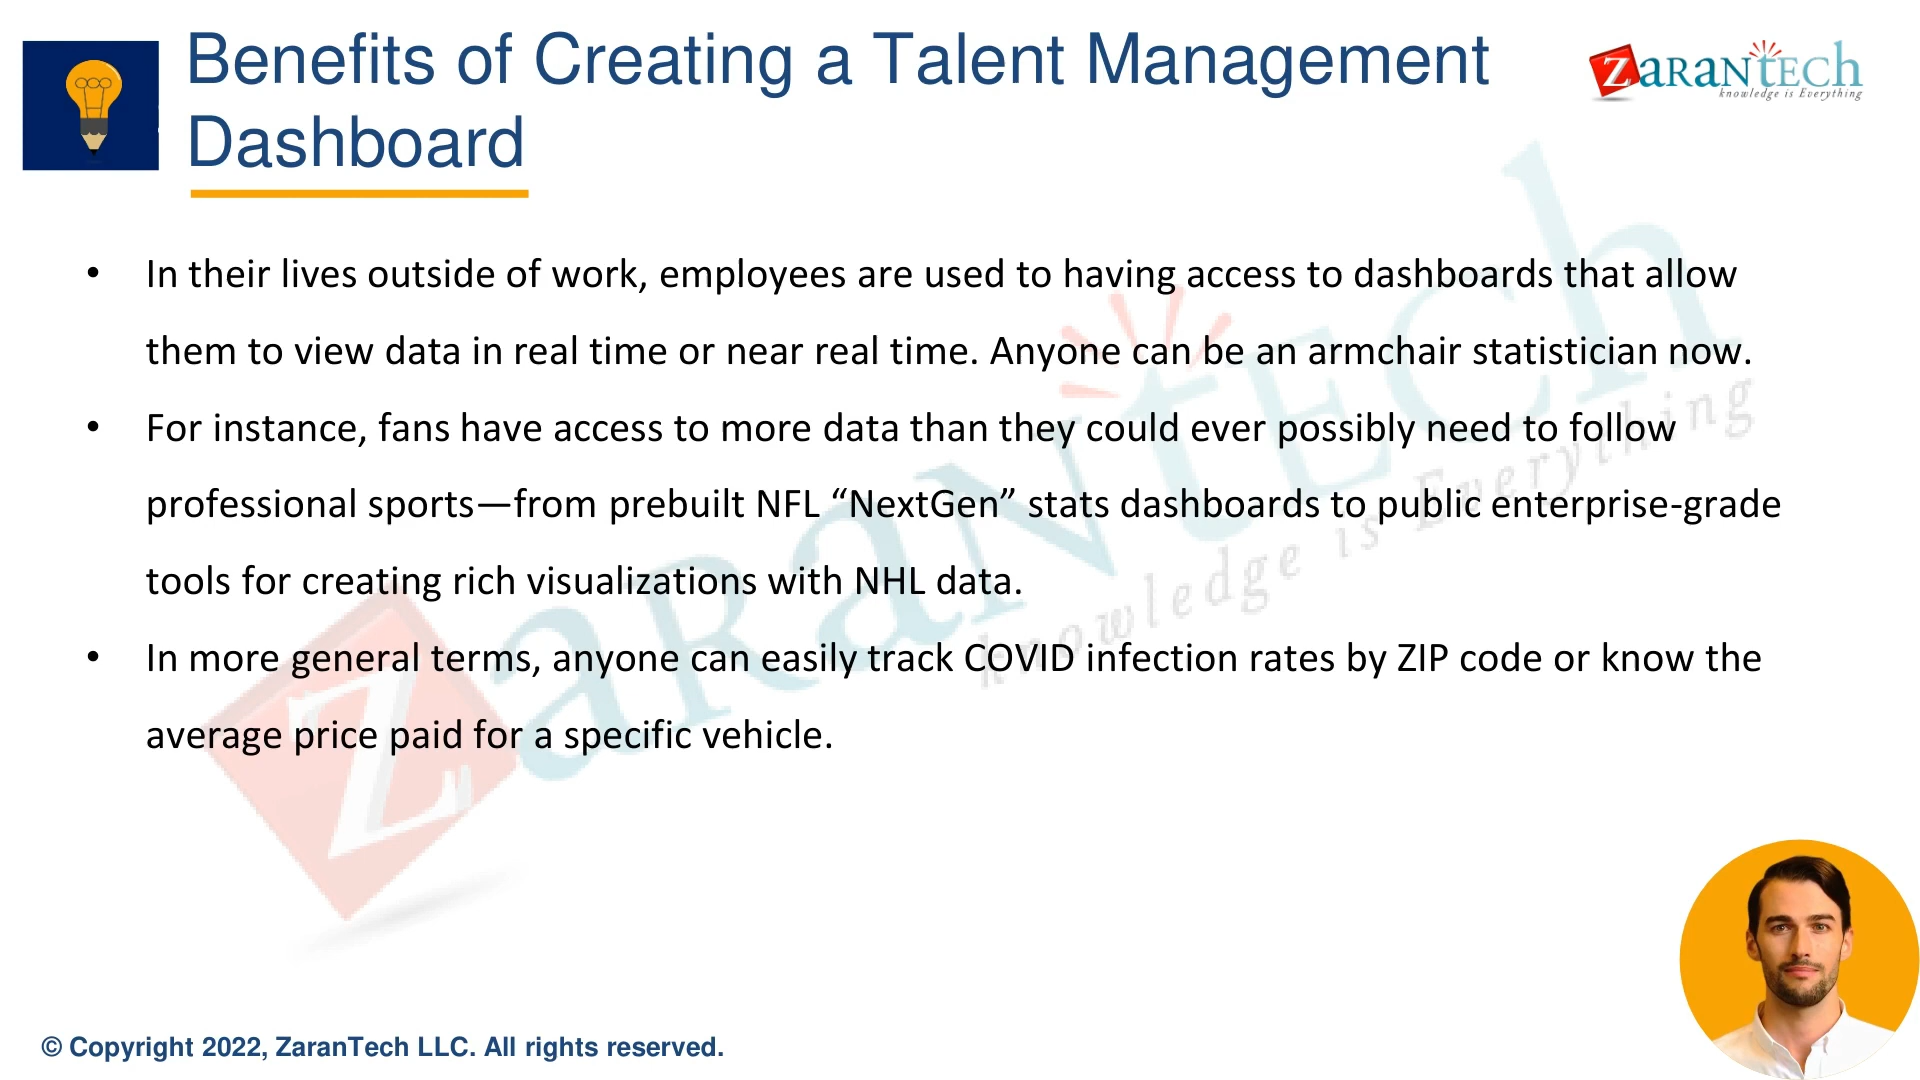 Benefits of Creating a Talent Management
Dashboard
ZaranTech
knowledge is Everything
• In their lives outside of work, employees are used to having access to dashboards that allow
them to view data in real time or near real time. Anyone can be an armchair statistician now.
• For instance, fans have access to more data than they could ever possibly need to follow
professional sports—from prebuilt NFL “NextGen” stats dashboards to public enterprise-grade
tools for creating rich visualizations with NHL data.
• In more general terms, anyone can easily track COVID infection rates by ZIP code or know the
average price paid for a specific vehicle.
ZaranTech
knowledge is Everything
© Copyright 2022, ZaranTech LLC. All rights reserved.